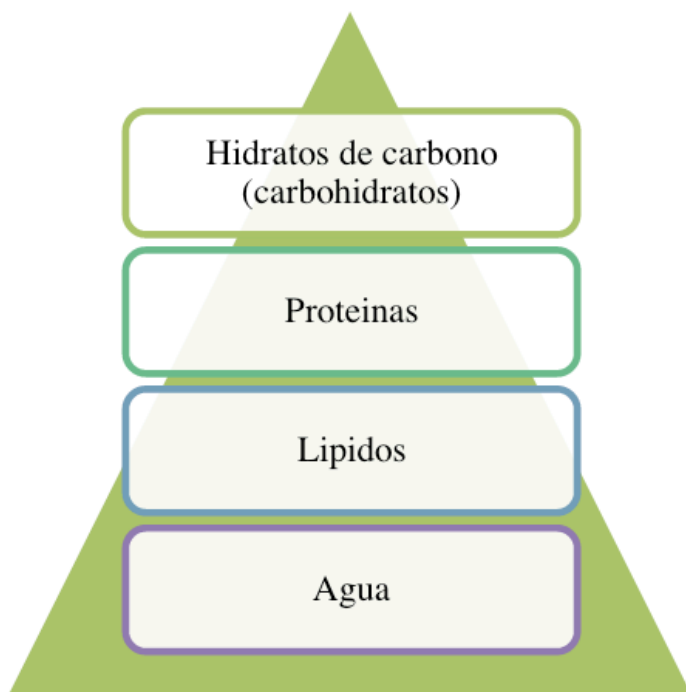 Hidratos de carbono
(carbohidratos)
Proteinas
Lipidos
Agua